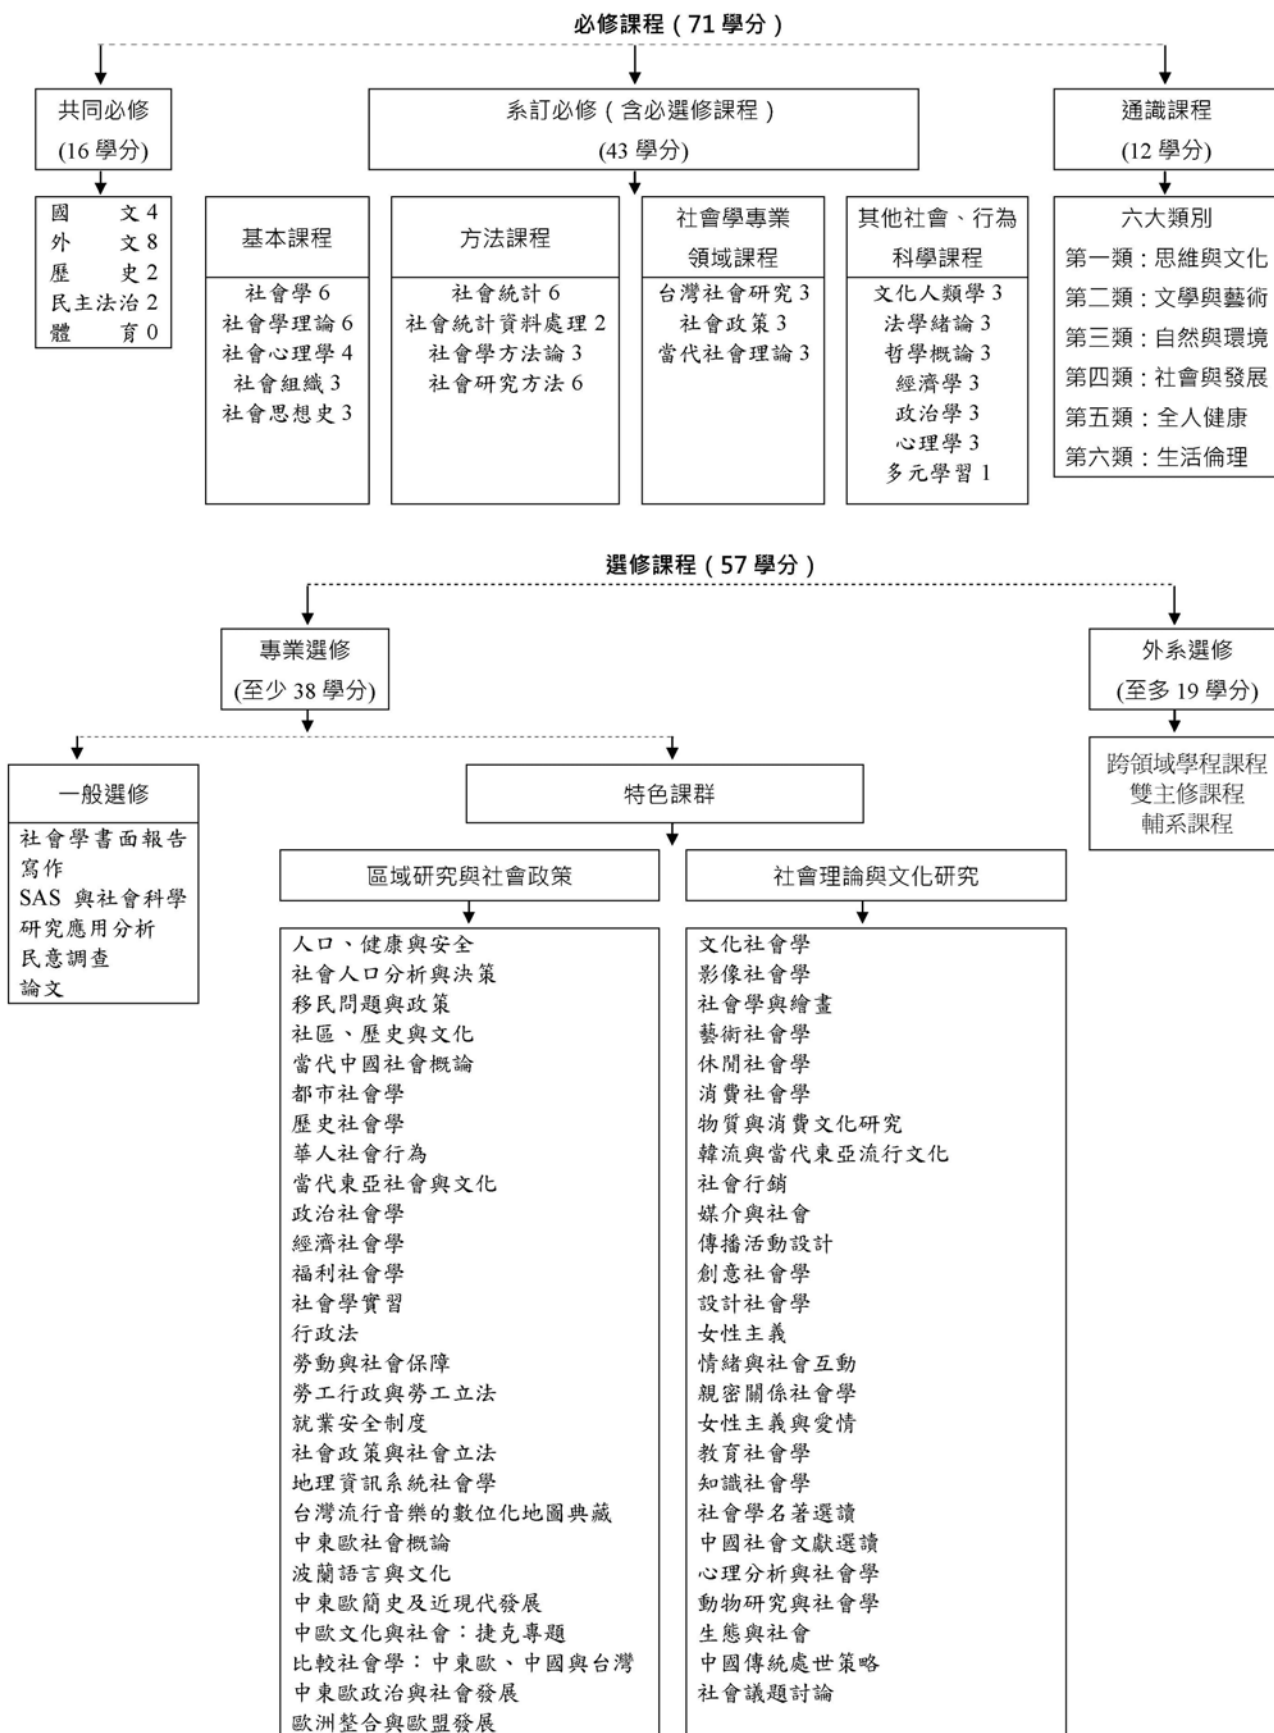 必修課程(71 學分)
共同必修
(16 學分)
國文 4
外文 8
歷史 2
民主法治 2
體育 0
系訂必修(含必選修課程)
(43 學分)
基本課程
社會學 6
社會學理論 6
社會心理學 4
社會組織 3
社會思想史 3
方法課程
社會統計 6
社會統計資料處理 2
社會學方法論 3
社會研究方法 6
社會學專業
領域課程
台灣社會研究 3
社會政策 3
當代社會理論 3
其他社會、行為
科學課程
文化人類學 3
法學緒論 3
哲學概論 3
經濟學 3
政治學 3
心理學 3
多元學習 1
通識課程
(12 學分)
六大類別
第一類:思維與文化
第二類:文學與藝術
第三類:自然與環境
第四類:社會與發展
第五類:全人健康
第六類:生活倫理
選修課程(57 學分)
專業選修
(至少 38 學分)
一般選修
社會學書面報告
寫作
SAS 與社會科學
研究應用分析
民意調查
論文
特色課群
區域研究與社會政策
人口、健康與安全
社會人口分析與決策
移民問題與政策
社區、歷史與文化
當代中國社會概論
都市社會學
歷史社會學
華人社會行為
當代東亞社會與文化
政治社會學
經濟社會學
福利社會學
社會學實習
行政法
勞動與社會保障
勞工行政與勞工立法
就業安全制度
社會政策與社會立法
地理資訊系統社會學
台灣流行音樂的數位化地圖典藏
中東歐社會概論
波蘭語言與文化
中東歐簡史及近現代發展
中歐文化與社會:捷克專題
比較社會學:中東歐、中國與台灣
中東歐政治與社會發展
歐洲整合與歐盟發展
社會理論與文化研究
文化社會學
影像社會學
社會學與繪畫
藝術社會學
休閒社會學
消費社會學
物質與消費文化研究
韓流與當代東亞流行文化
社會行銷
媒介與社會
傳播活動設計
創意社會學
設計社會學
女性主義
情緒與社會互動
親密關係社會學
女性主義與愛情
教育社會學
知識社會學
社會學名著選讀
中國社會文獻選讀
心理分析與社會學
動物研究與社會學
生態與社會
中國傳統處世策略
社會議題討論
外系選修
(至多 19 學分)
跨領域學程課程
雙主修課程
輔系課程